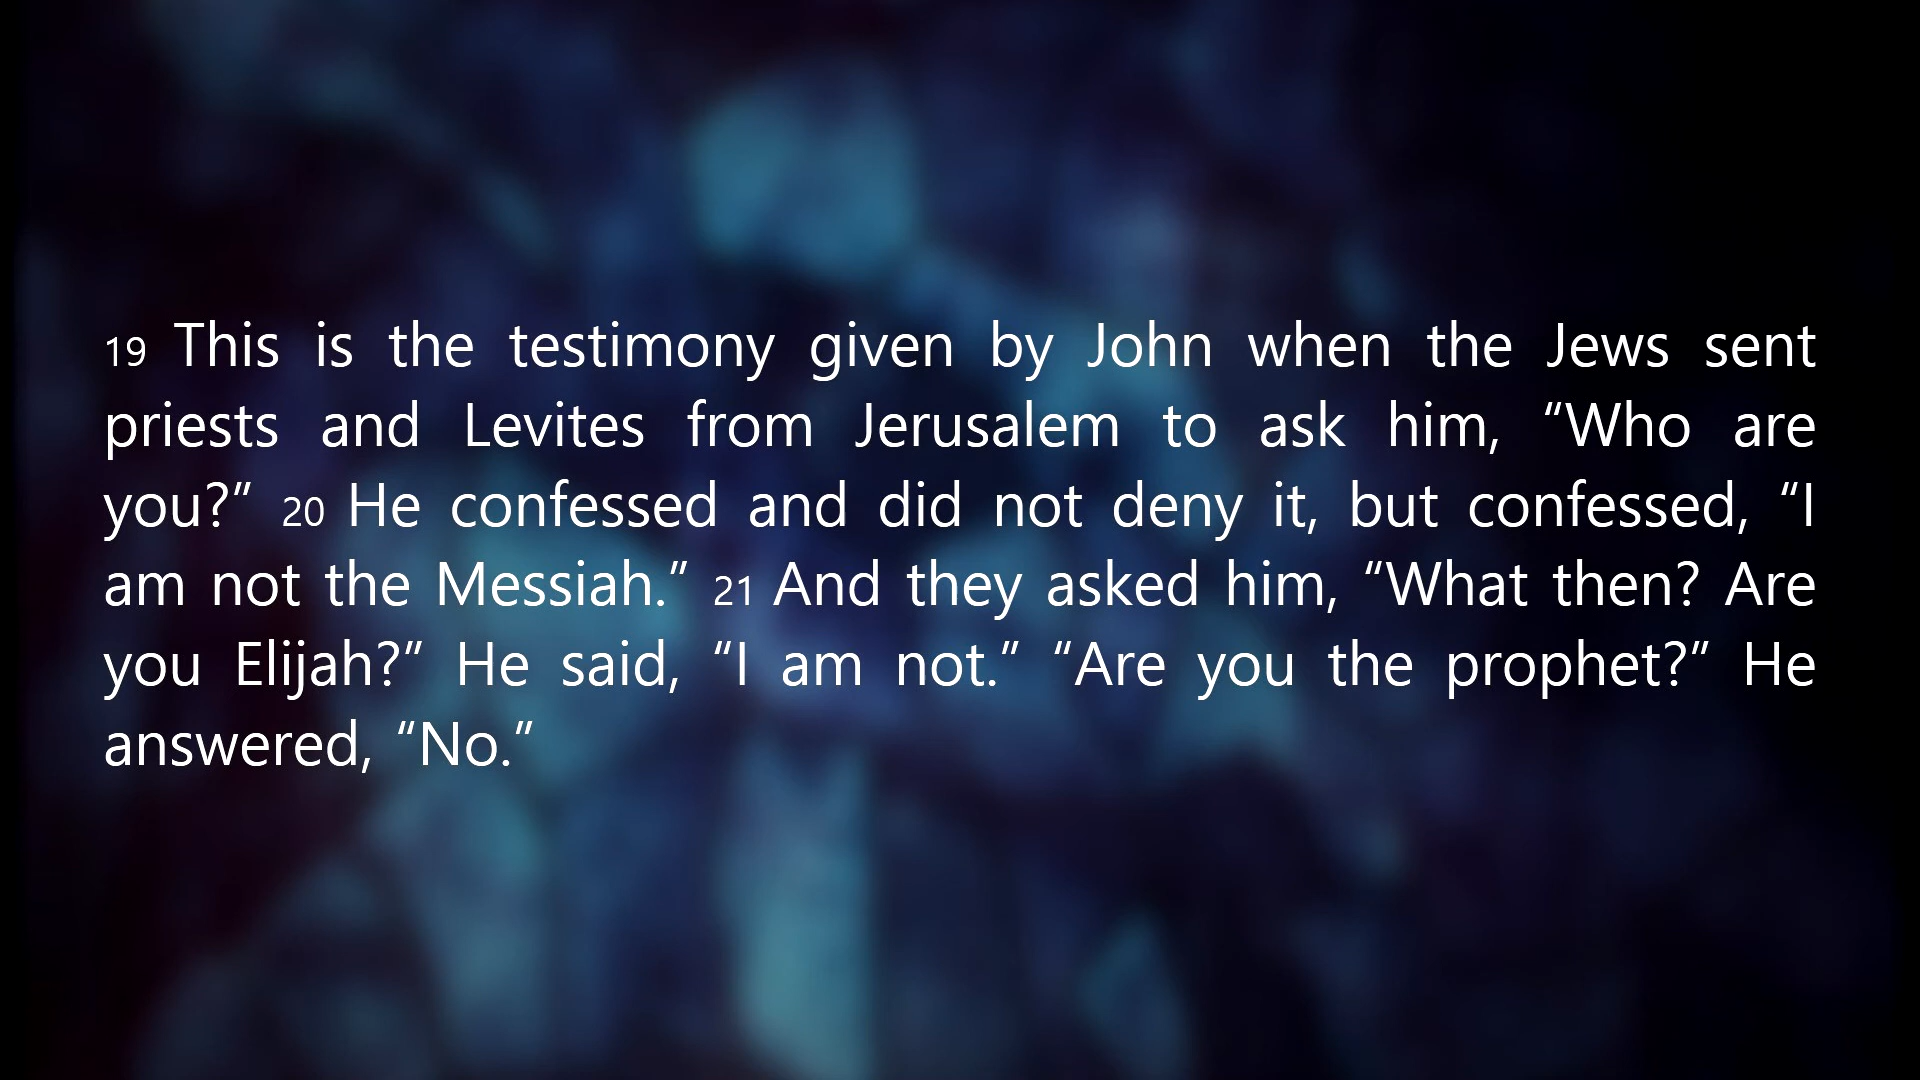 19 This is the testimony given by John when the Jews sent
priests and Levites from Jerusalem to ask him, “Who are
you?” 20 He confessed and did not deny it, but confessed, “I
am not the Messiah.” 21 And they asked him, “What then? Are
you Elijah?” He said, “I am not.” “Are you the prophet?” He
answered, “No.”